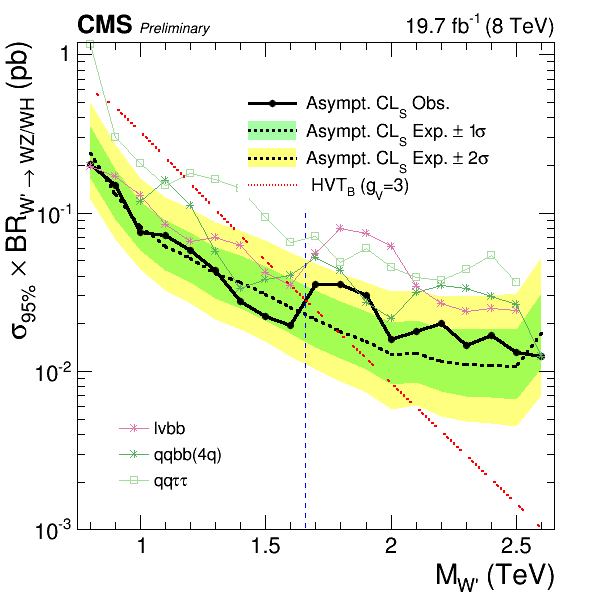 CMS Preliminary 19.7 fb⁻¹ (8 TeV)
σ95% × BRW' → WZ/WH (pb)
1
10⁻¹
10⁻²
10⁻³
Asympt. CLS Obs.
Asympt. CLS Exp. ± 1σ
Asympt. CLS Exp. ± 2σ
HVTB (gV=3)
lνbb
qqbb(4q)
qqττ
1 1.5 2 2.5
MW' (TeV)